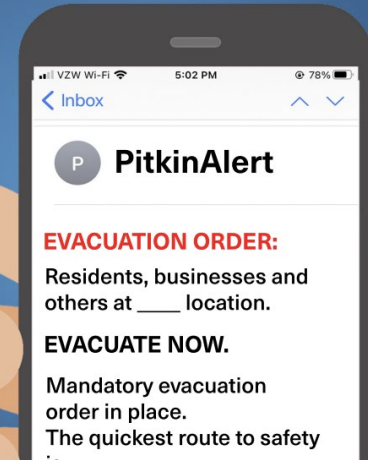 VZW Wi-Fi 5:02 PM 78%
Inbox
P PitkinAlert
EVACUATION ORDER:
Residents, businesses and
others at ____ location.
EVACUATE NOW.
Mandatory evacuation
order in place.
The quickest route to safety